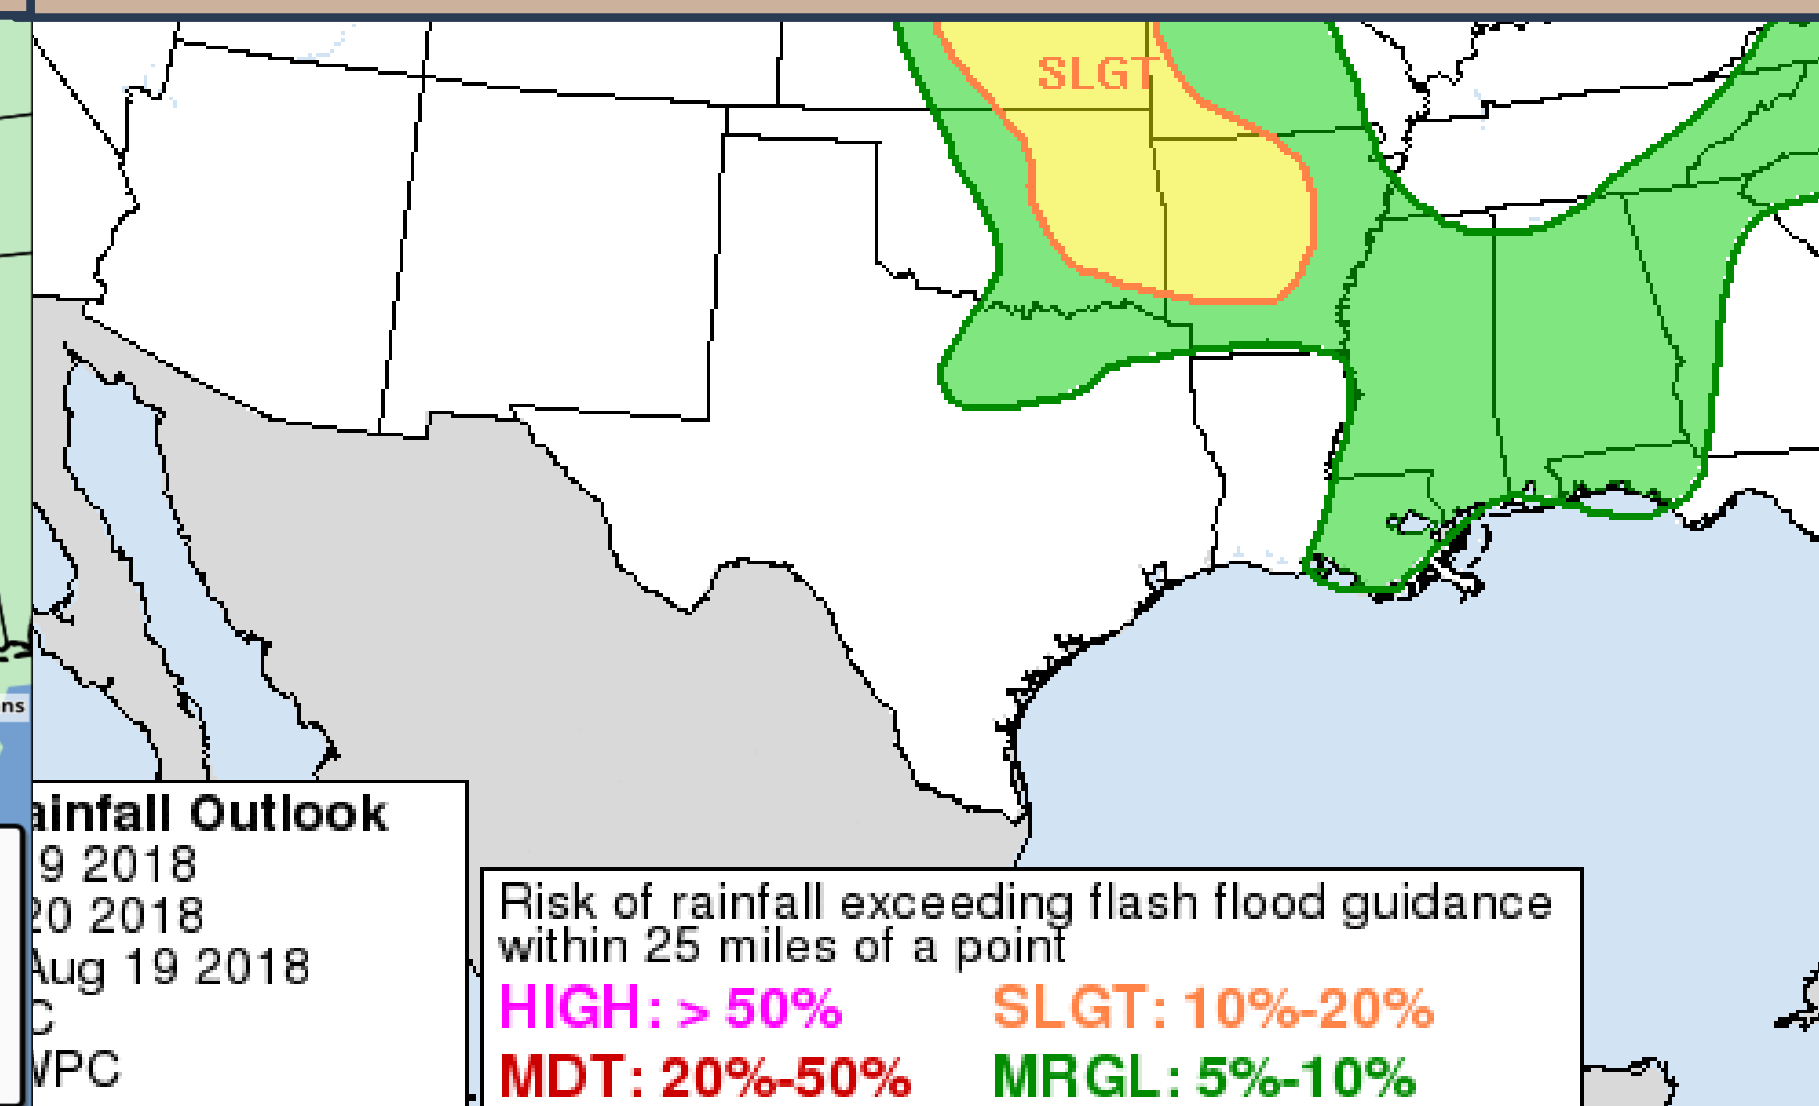 SLGT
ns
ainfall Outlook
9 2018
20 2018
Aug 19 2018
C
WPC
Risk of rainfall exceeding flash flood guidance
within 25 miles of a point
HIGH: > 50%
SLGT: 10%-20%
MDT: 20%-50%
MRGL: 5%-10%